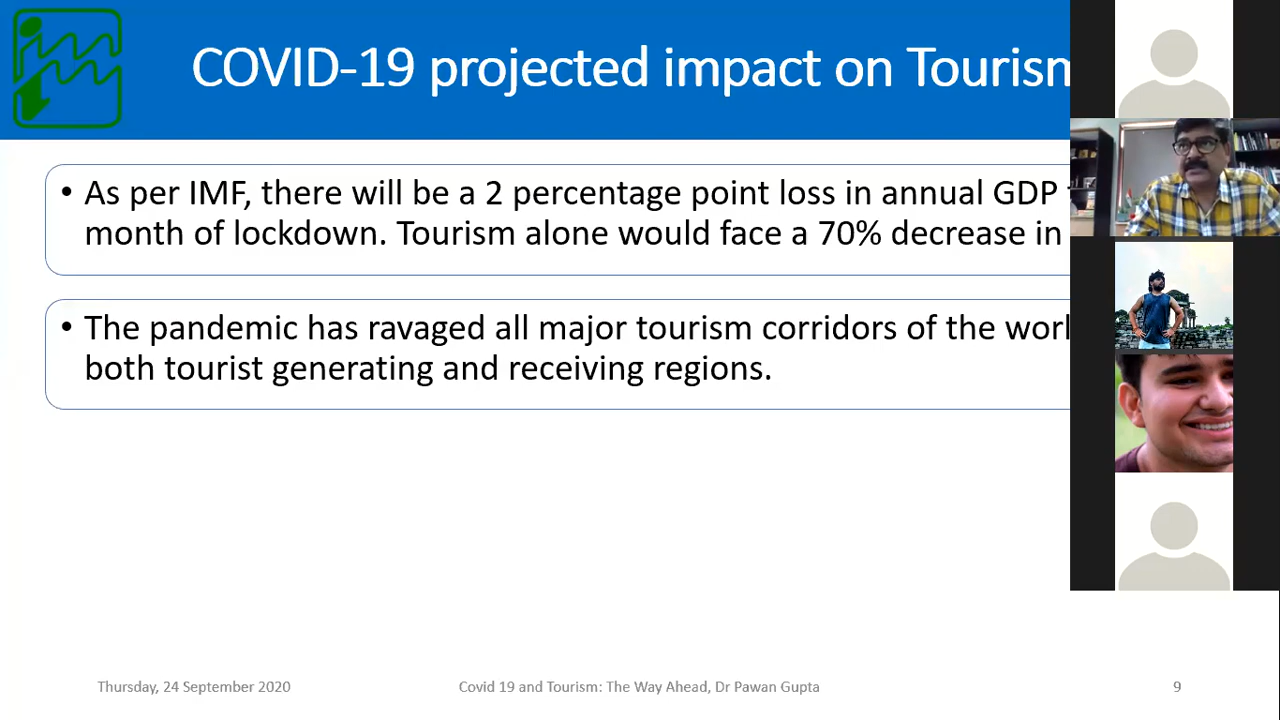 COVID-19 projected impact on Tourism
• As per IMF, there will be a 2 percentage point loss in annual GDP
month of lockdown. Tourism alone would face a 70% decrease in
• The pandemic has ravaged all major tourism corridors of the
both tourist generating and receiving regions.
Thursday, 24 September 2020
Covid 19 and Tourism: The Way Ahead, Dr Pawan Gupta
9